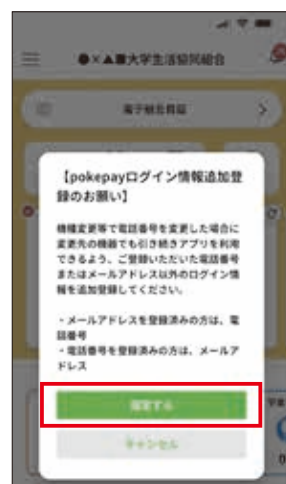 ●×▲■大学生活協同組合
電子組合員証
【pokepayログイン情報追加登
録のお願い】
機種変更等で電話番号を変更した場合に
変更先の機器でも引き続きアプリを利用
できるよう、ご登録いただいた電話番号
またはメールアドレス以外のログイン情
報を追加登録してください。
・メールアドレスを登録済みの方は、電
話番号
・電話番号を登録済みの方は、メールア
ドレス
設定する
キャンセル